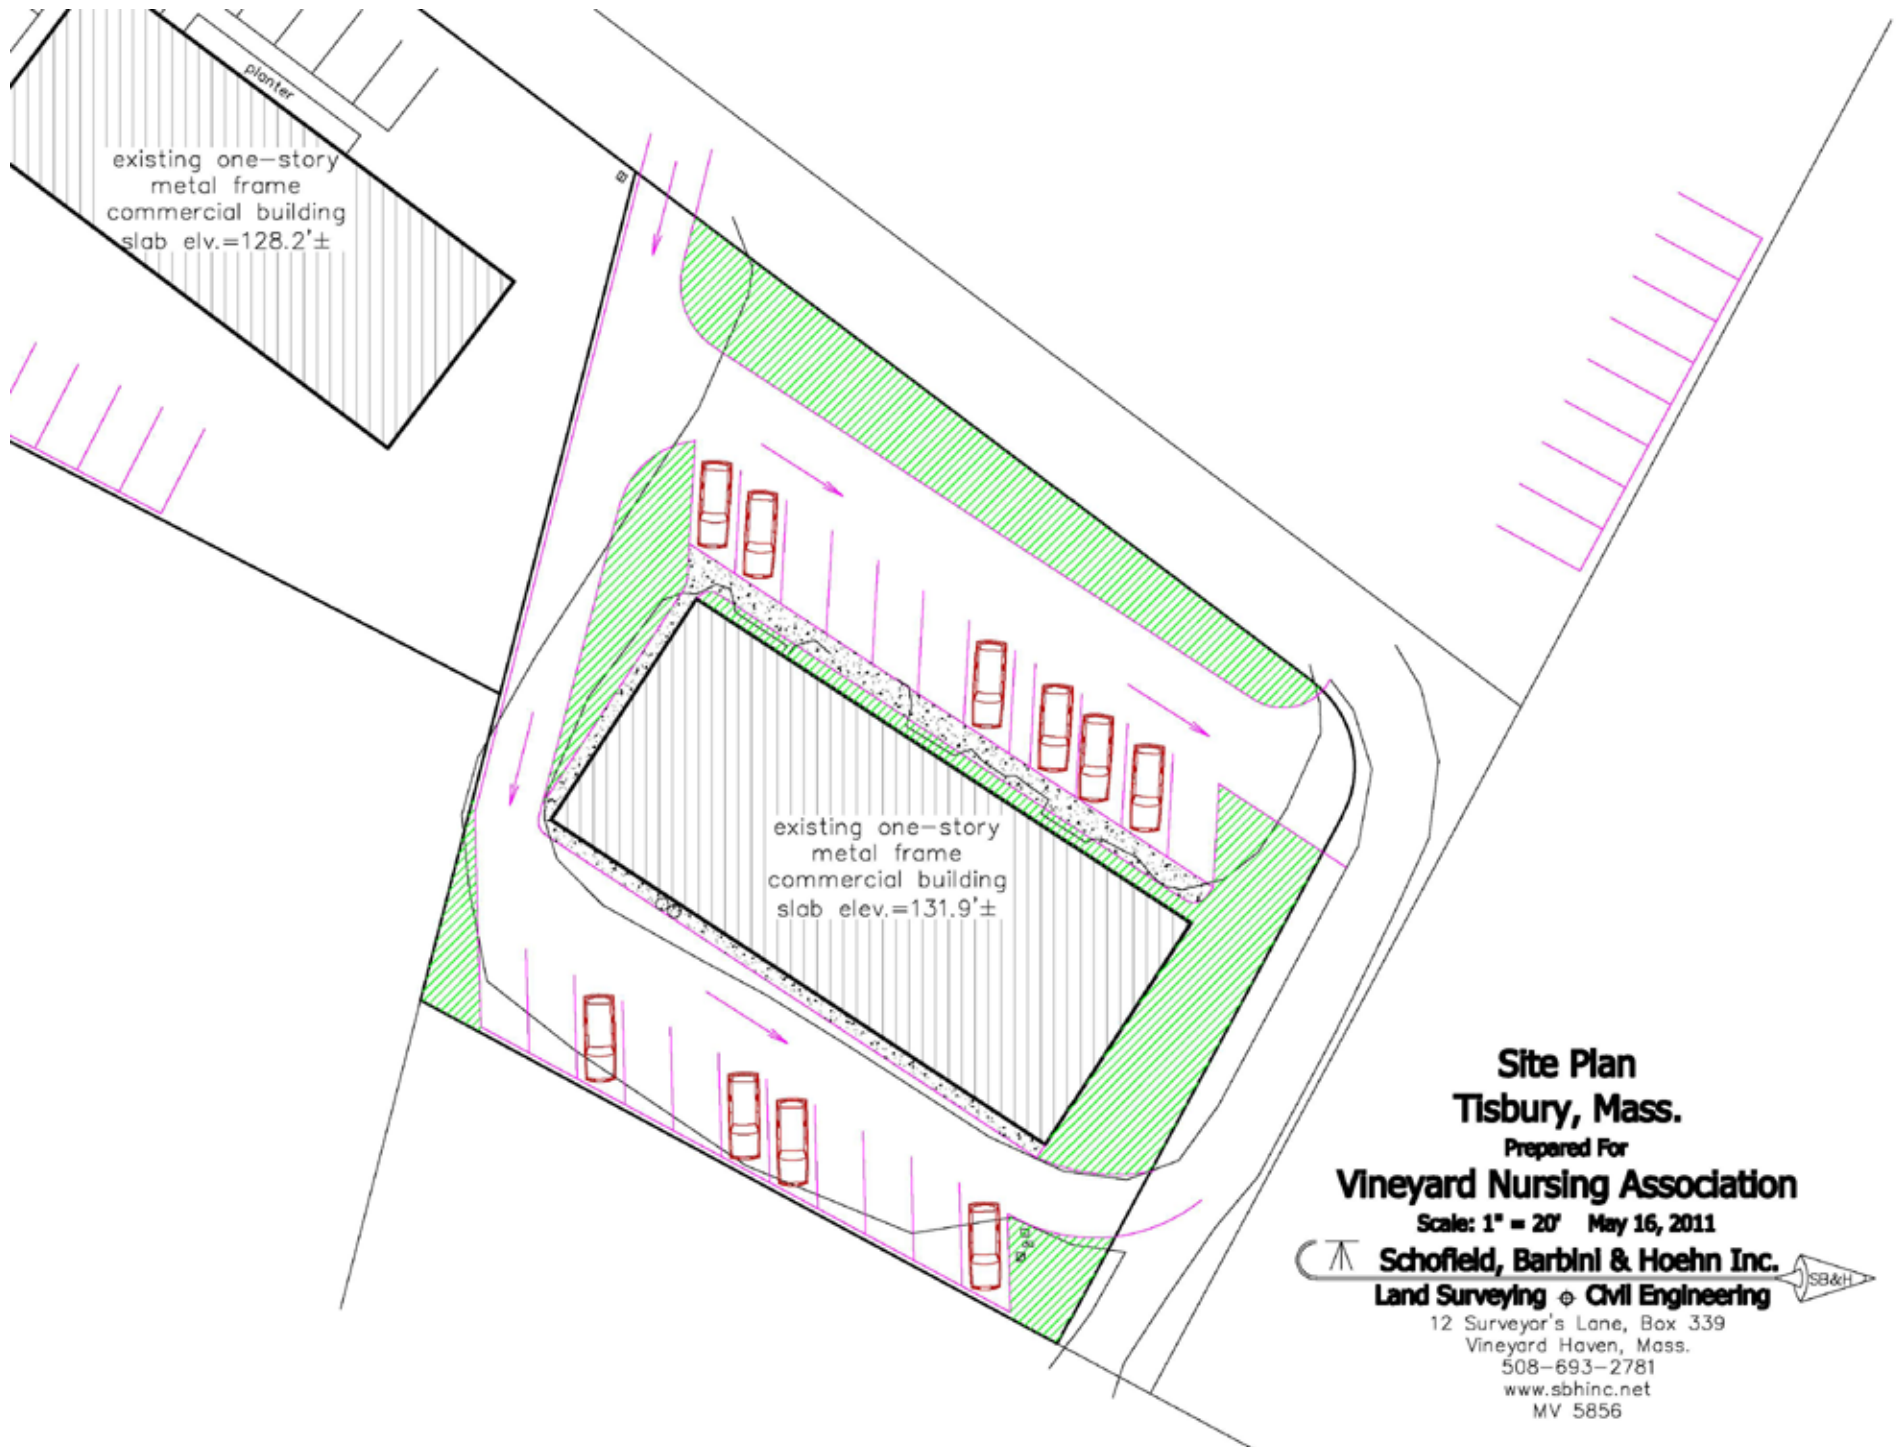 planter
existing one-story
metal frame
commercial building
slab elv.=128.2'±
existing one-story
metal frame
commercial building
slab elev.=131.9'±
Site Plan
Tisbury, Mass.
Prepared For
Vineyard Nursing Association
Scale: 1" = 20' May 16, 2011
Schofield, Barbini & Hoehn Inc.
SB&H
Land Surveying Civil Engineering
12 Surveyor's Lane, Box 339
Vineyard Haven, Mass.
508-693-2781
www.sbhinc.net
MV 5856